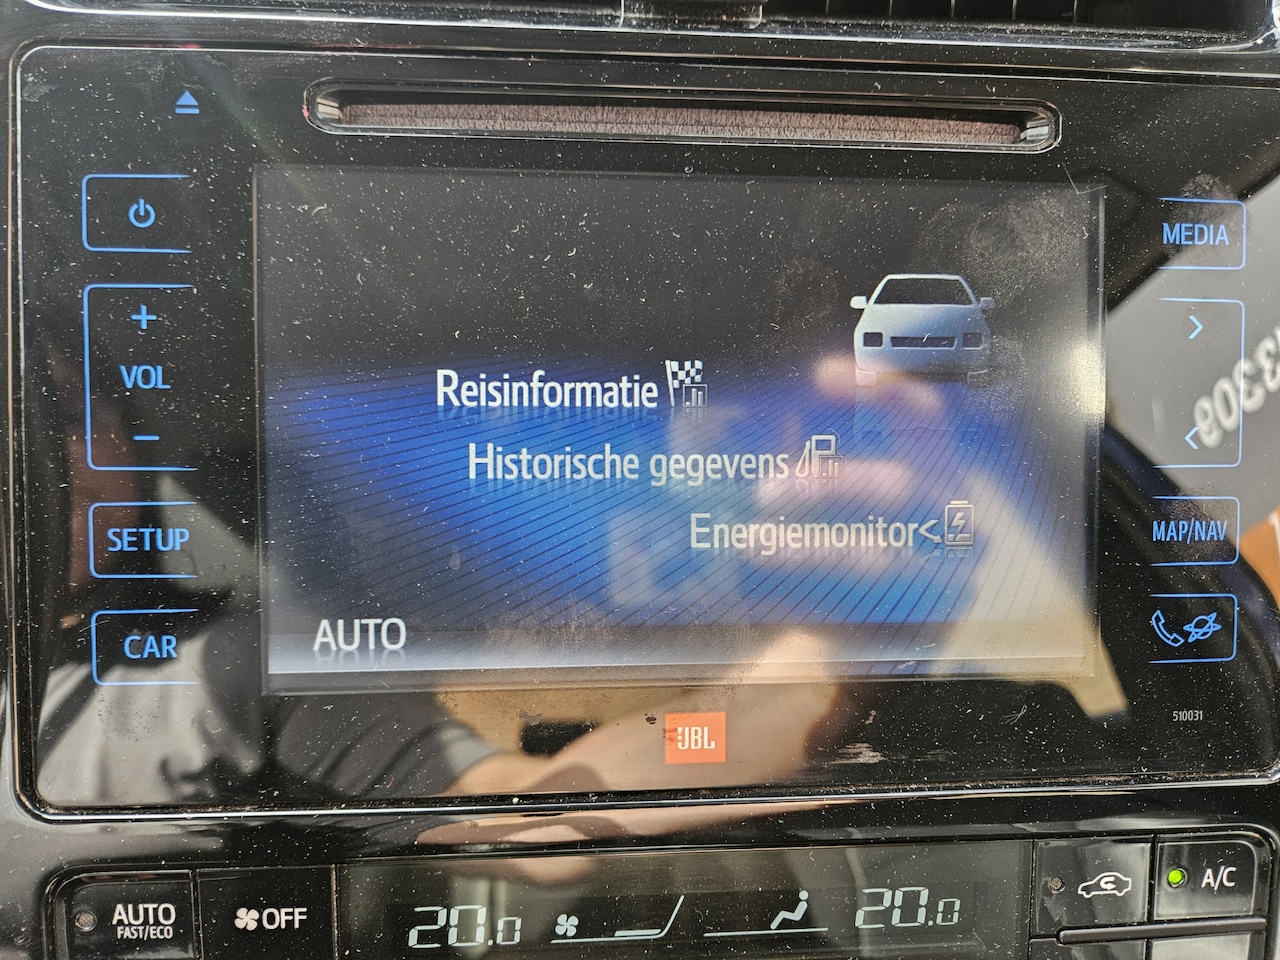 MEDIA
+
VOL
−
Reisinformatie
Historische gegevens
Energiemonitor<
SETUP
MAP/NAV
CAR
AUTO
510031
JBL
AUTO
FAST/ECO
OFF
20.0
20.0
A/C